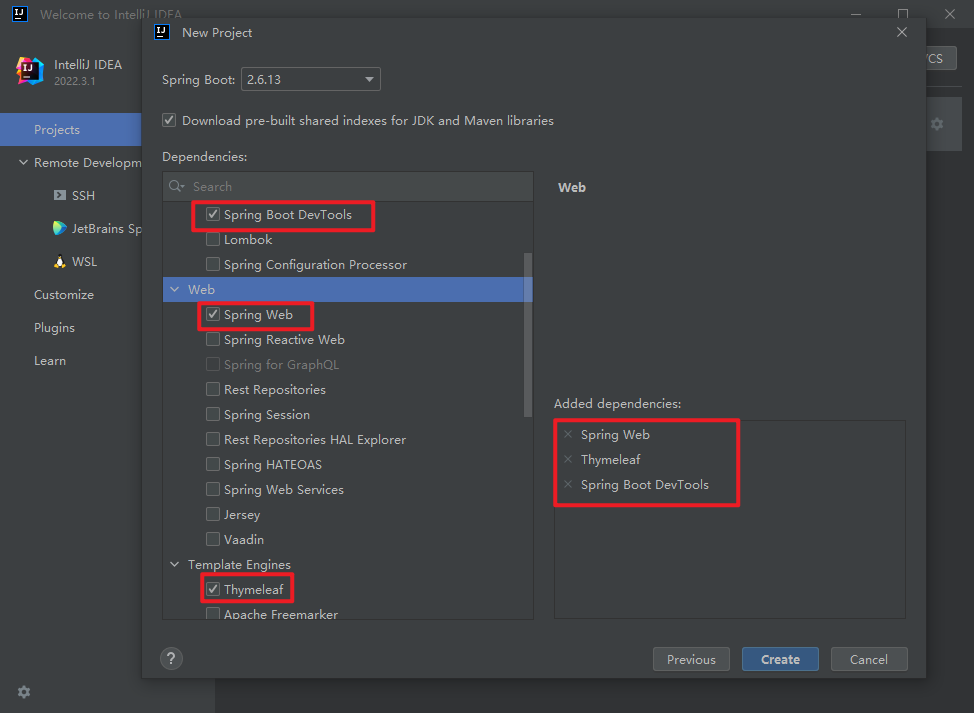 IJ Welcome to IntelliJ IDEA
IJ New Project
IJ
IntelliJ IDEA
2022.3.1
Projects
Remote Developm
SSH
JetBrains Sp
WSL
Customize
Plugins
Learn
Spring Boot: 2.6.13
Download pre-built shared indexes for JDK and Maven libraries
Dependencies:
Search
Spring Boot DevTools
Lombok
Spring Configuration Processor
Web
Spring Web
Spring Reactive Web
Spring for GraphQL
Rest Repositories
Spring Session
Rest Repositories HAL Explorer
Spring HATEOAS
Spring Web Services
Jersey
Vaadin
Template Engines
Thymeleaf
Apache Freemarker
Web
Added dependencies:
Spring Web
Thymeleaf
Spring Boot DevTools
? Previous Create Cancel
CS